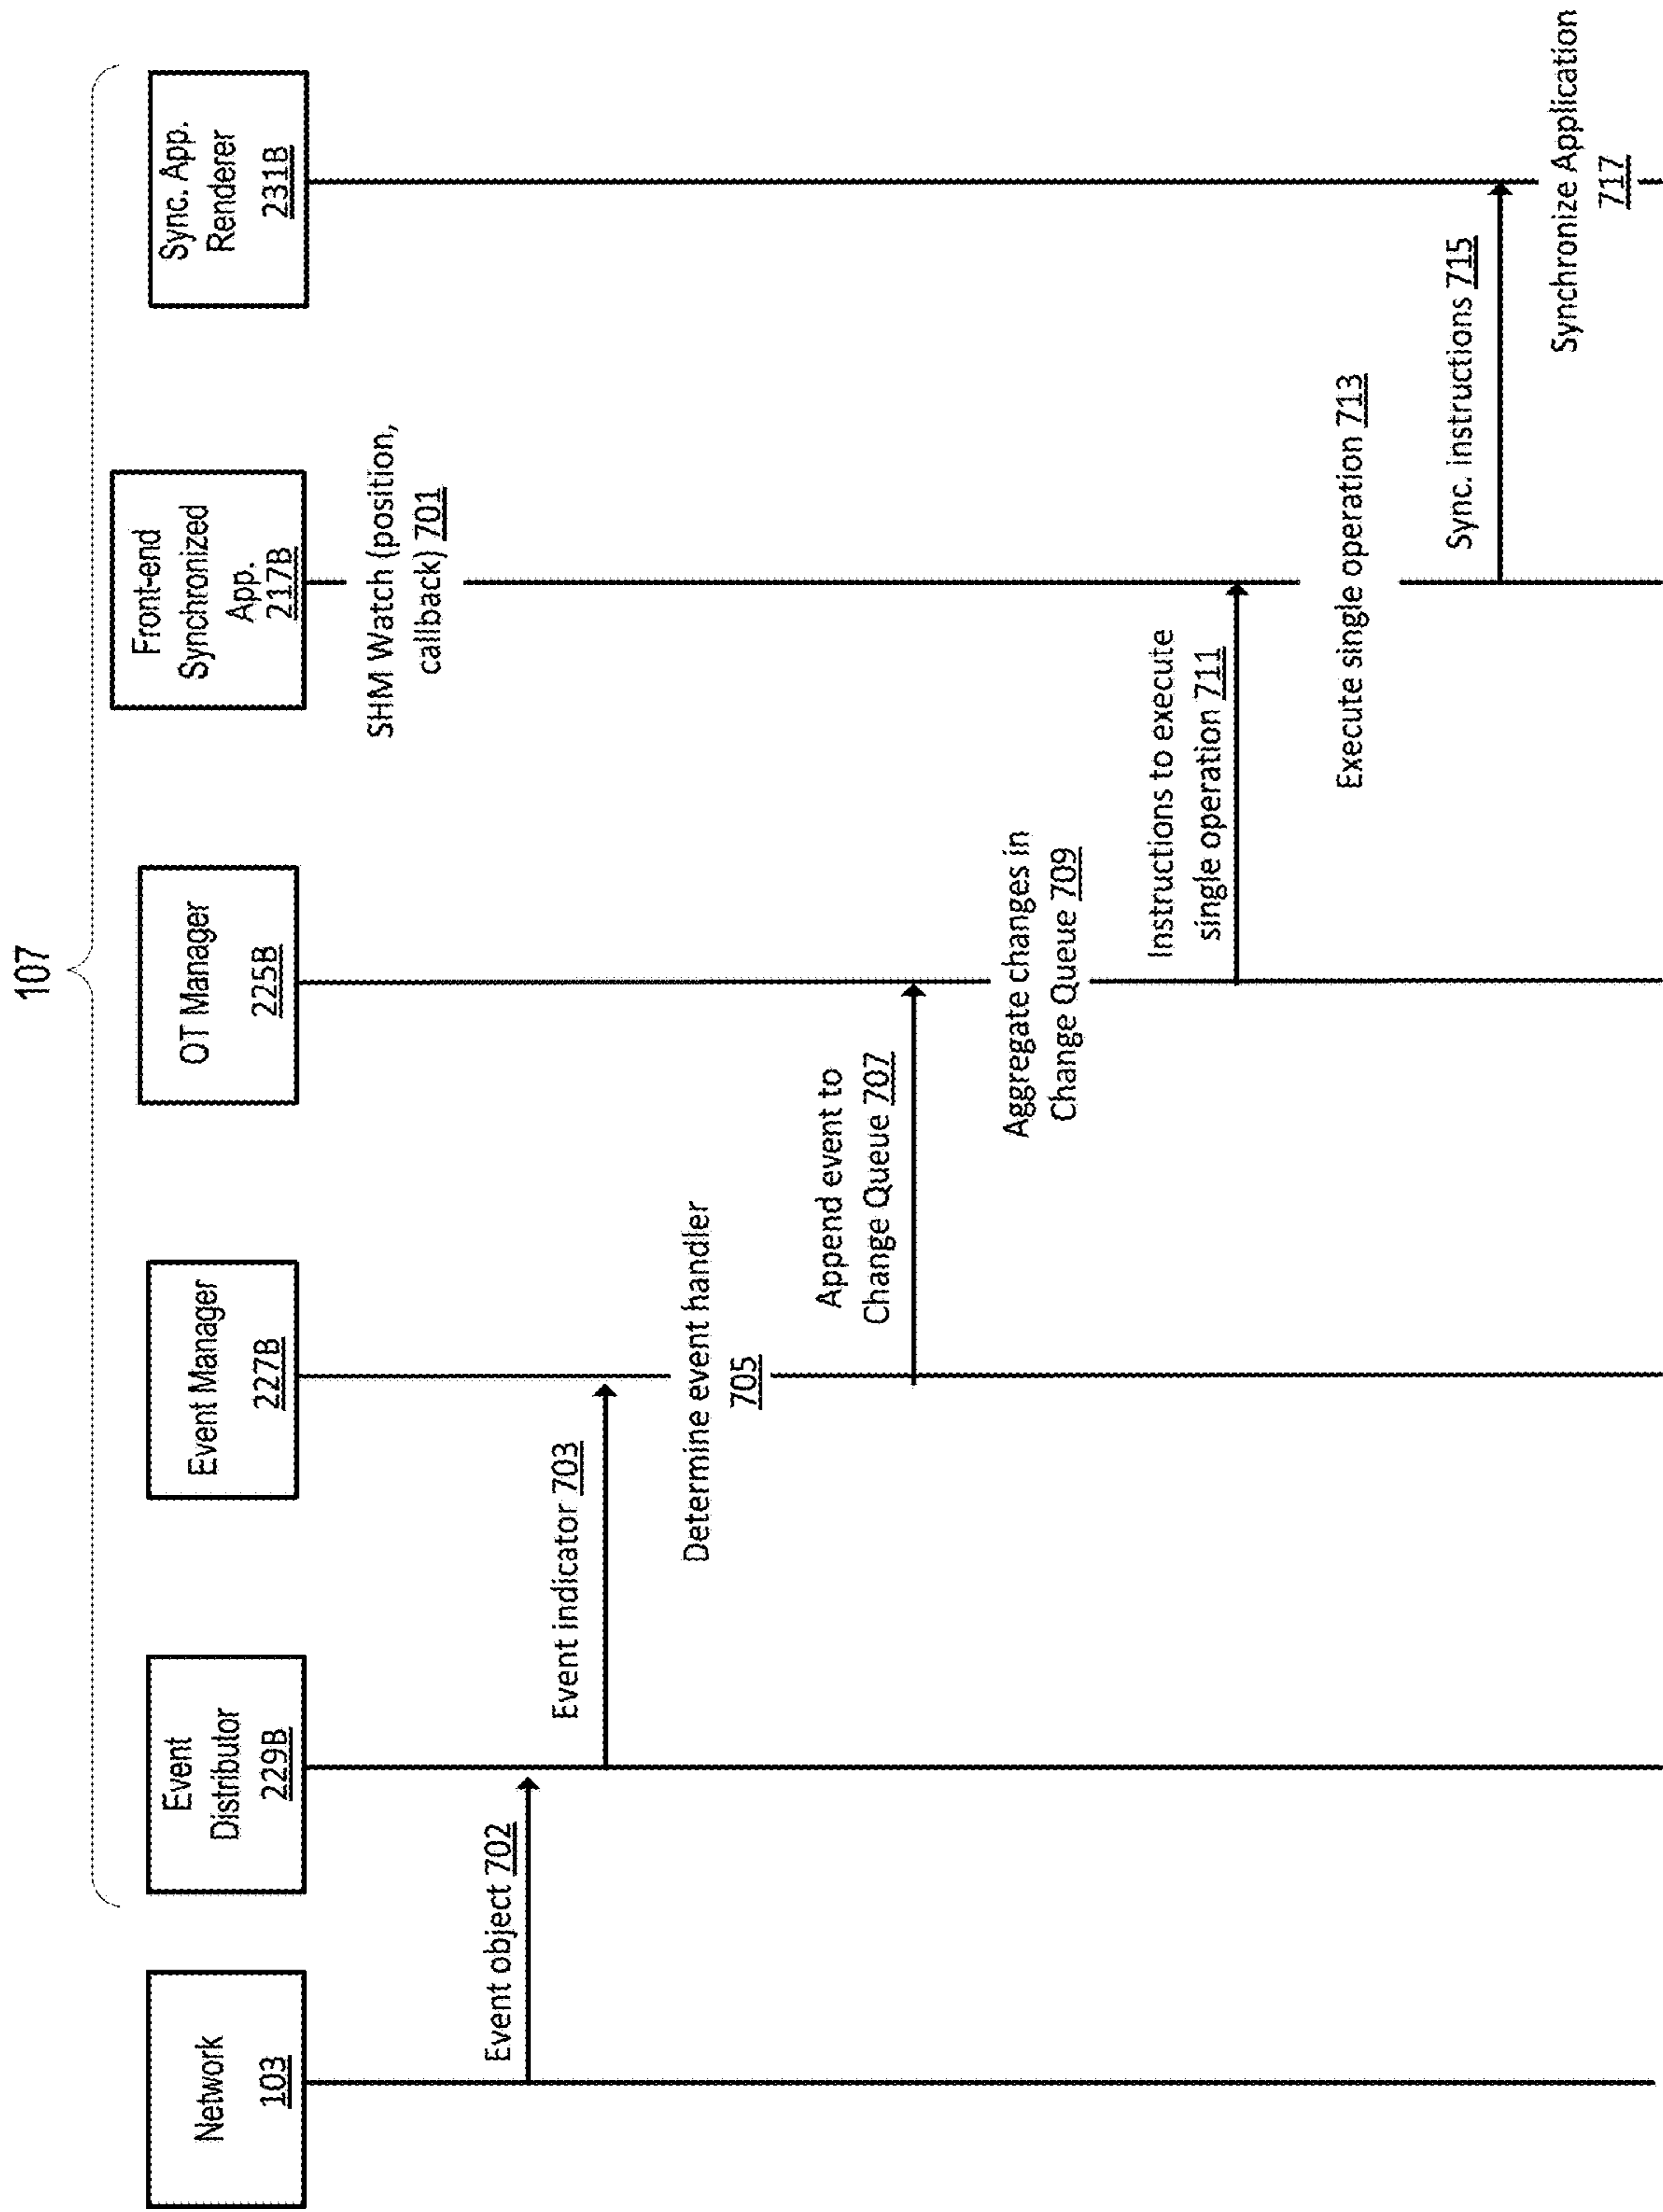 107
Network
103
Event
Distributor
229B
Event Manager
227B
OT Manager
225B
Front-end
Synchronized
App.
217B
Sync. App.
Renderer
231B
SHM Watch (position,
callback) 701
Event object 702
Event indicator 703
Determine event handler
705
Append event to
Change Queue 707
Aggregate changes in
Change Queue 709
Instructions to execute
single operation 711
Execute single operation 713
Sync. instructions 715
Synchronize Application
717